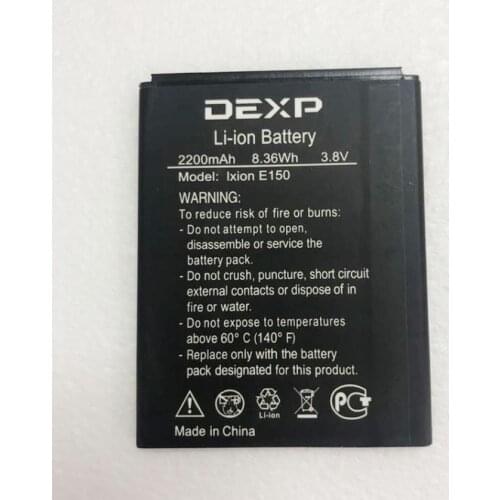 DEXP
Li-ion Battery
2200mAh 8.36Wh 3.8V
Model: Ixion E150
WARNING:
To reduce risk of fire or burns:
- Do not attempt to open,
disassemble or service the
battery pack.
- Do not crush, puncture, short circuit
external contacts or dispose of in
fire or water.
- Do not expose to temperatures
above 60° C (140° F)
- Replace only with the battery
pack designated for this equipment.
Li-ion
Made in China